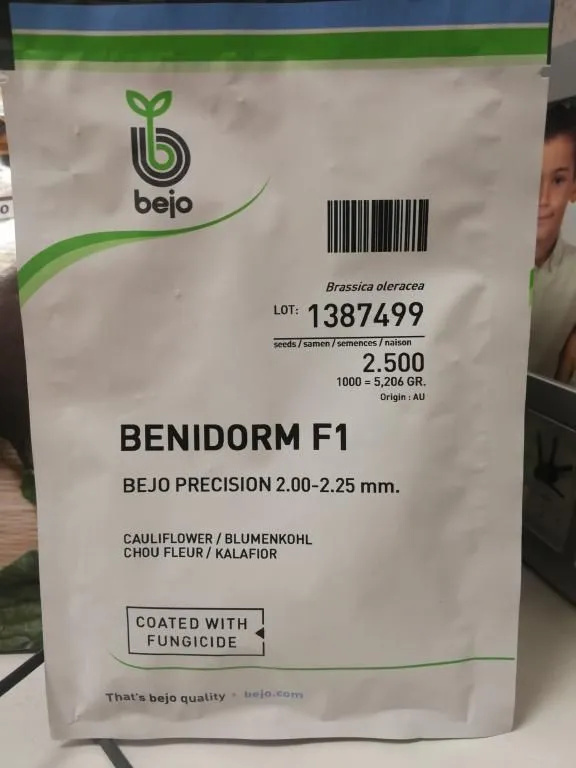 bejo
Brassica oleracea
LOT: 1387499
seeds / samen / semences / naison
2.500
1000 = 5,206 GR.
Origin : AU
BENIDORM F1
BEJO PRECISION 2.00-2.25 mm.
CAULIFLOWER / BLUMENKOHL
CHOU FLEUR / KALAFIOR
COATED WITH
FUNGICIDE
That's bejo quality • bejo.com